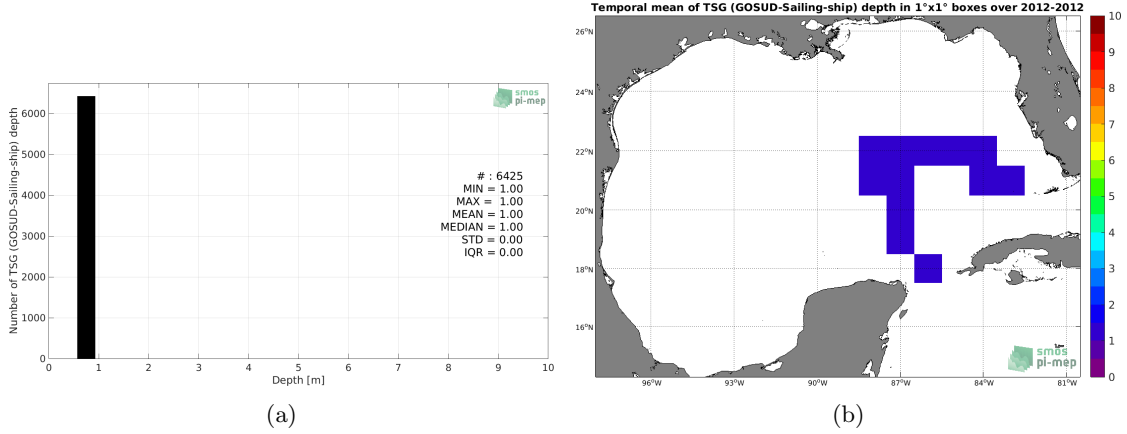 Number of TSG (GOSUD-Sailing-ship) depth
6000
5000
4000
3000
2000
1000
0
0 1 2 3 4 5 6 7 8 9 10
Depth [m]
smos
pi-mep
# : 6425
MIN = 1.00
MAX = 1.00
MEAN = 1.00
MEDIAN = 1.00
STD = 0.00
IQR = 0.00
(a)
Temporal mean of TSG (GOSUD-Sailing-ship) depth in 1°x1° boxes over 2012-2012
26°N
24°N
22°N
20°N
18°N
16°N
96°W 93°W 90°W 87°W 84°W 81°W
smos
pi-mep
10
9
8
7
6
5
4
3
2
1
0
(b)